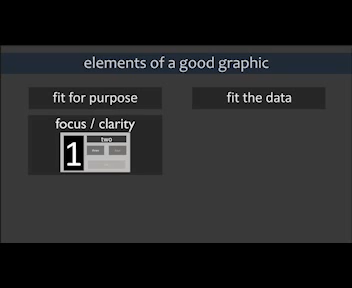 elements of a good graphic
fit for purpose
fit the data
focus / clarity
1
two